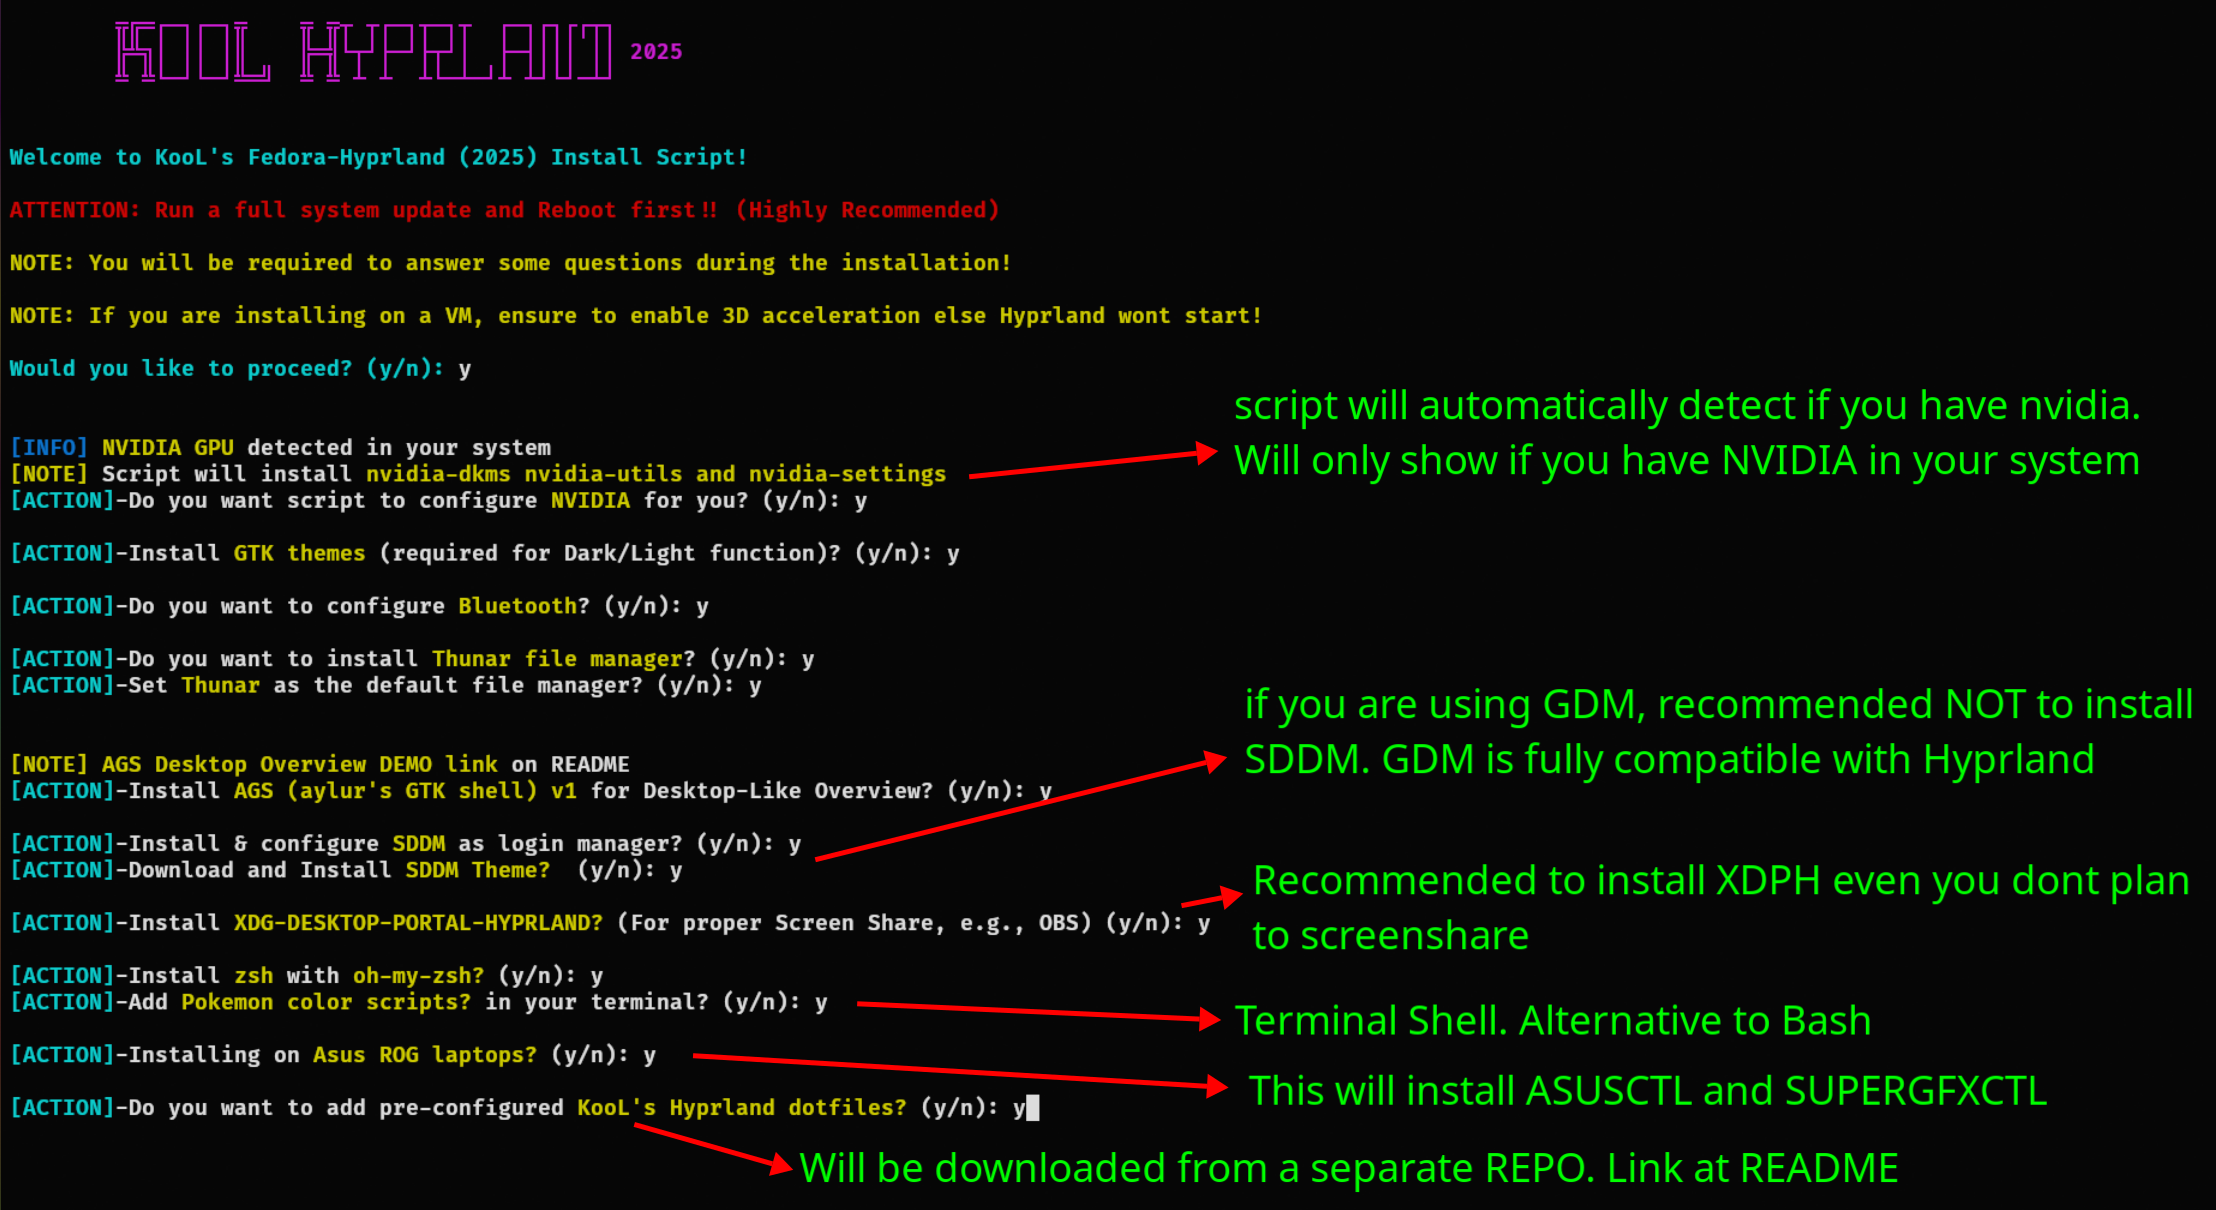 KOOL HYPRLAND 2025
Welcome to KooL's Fedora-Hyprland (2025) Install Script!
ATTENTION: Run a full system update and Reboot first!! (Highly Recommended)
NOTE: You will be required to answer some questions during the installation!
NOTE: If you are installing on a VM, ensure to enable 3D acceleration else Hyprland wont start!
Would you like to proceed? (y/n): y
script will automatically detect if you have nvidia.
Will only show if you have NVIDIA in your system
[INFO] NVIDIA GPU detected in your system
[NOTE] Script will install nvidia-dkms nvidia-utils and nvidia-settings
[ACTION]-Do you want script to configure NVIDIA for you? (y/n): y
[ACTION]-Install GTK themes (required for Dark/Light function)? (y/n): y
[ACTION]-Do you want to configure Bluetooth? (y/n): y
[ACTION]-Do you want to install Thunar file manager? (y/n): y
[ACTION]-Set Thunar as the default file manager? (y/n): y
if you are using GDM, recommended NOT to install
SDDM. GDM is fully compatible with Hyprland
[NOTE] AGS Desktop Overview DEMO link on README
[ACTION]-Install AGS (aylur's GTK shell) v1 for Desktop-Like Overview? (y/n): y
[ACTION]-Install & configure SDDM as login manager? (y/n): y
[ACTION]-Download and Install SDDM Theme? (y/n): y
Recommended to install XDPH even you dont plan
to screenshare
[ACTION]-Install XDG-DESKTOP-PORTAL-HYPRLAND? (For proper Screen Share, e.g., OBS) (y/n): y
[ACTION]-Install zsh with oh-my-zsh? (y/n): y
[ACTION]-Add Pokemon color scripts? in your terminal? (y/n): y
Terminal Shell. Alternative to Bash
[ACTION]-Installing on Asus ROG laptops? (y/n): y
This will install ASUSCTL and SUPERGFXCTL
[ACTION]-Do you want to add pre-configured KooL's Hyprland dotfiles? (y/n): y
Will be downloaded from a separate REPO. Link at README